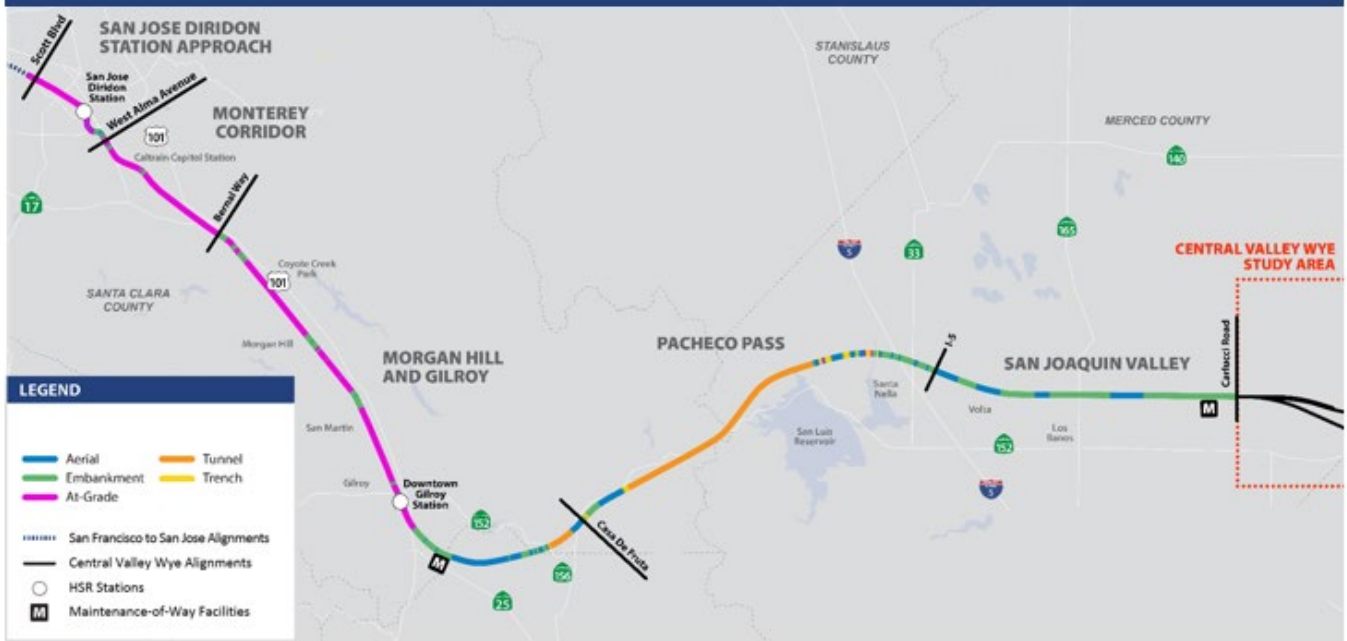 Scott Blvd
SAN JOSE DIRIDON
STATION APPROACH
San Jose
Diridon
Station
West Alma Avenue
MONTEREY
CORRIDOR
101
Caltrain Capitol Station
17
Bernal Way
Coyote Creek
Park
101
SANTA CLARA
COUNTY
Morgan Hill
MORGAN HILL
AND GILROY
San Martin
Gilroy
Downtown
Gilroy
Station
152
M
25
156
Casa De Fruta
PACHECO PASS
STANISLAUS
COUNTY
MERCED COUNTY
140
165
5
33
CENTRAL VALLEY WYE
STUDY AREA
San Luis
Reservoir
Santa
Nella
I-5
SAN JOAQUIN VALLEY
Volta
Los
Banos
152
5
M
Carlucci Road
LEGEND
Aerial
Embankment
At-Grade
Tunnel
Trench
San Francisco to San Jose Alignments
Central Valley Wye Alignments
HSR Stations
M Maintenance-of-Way Facilities